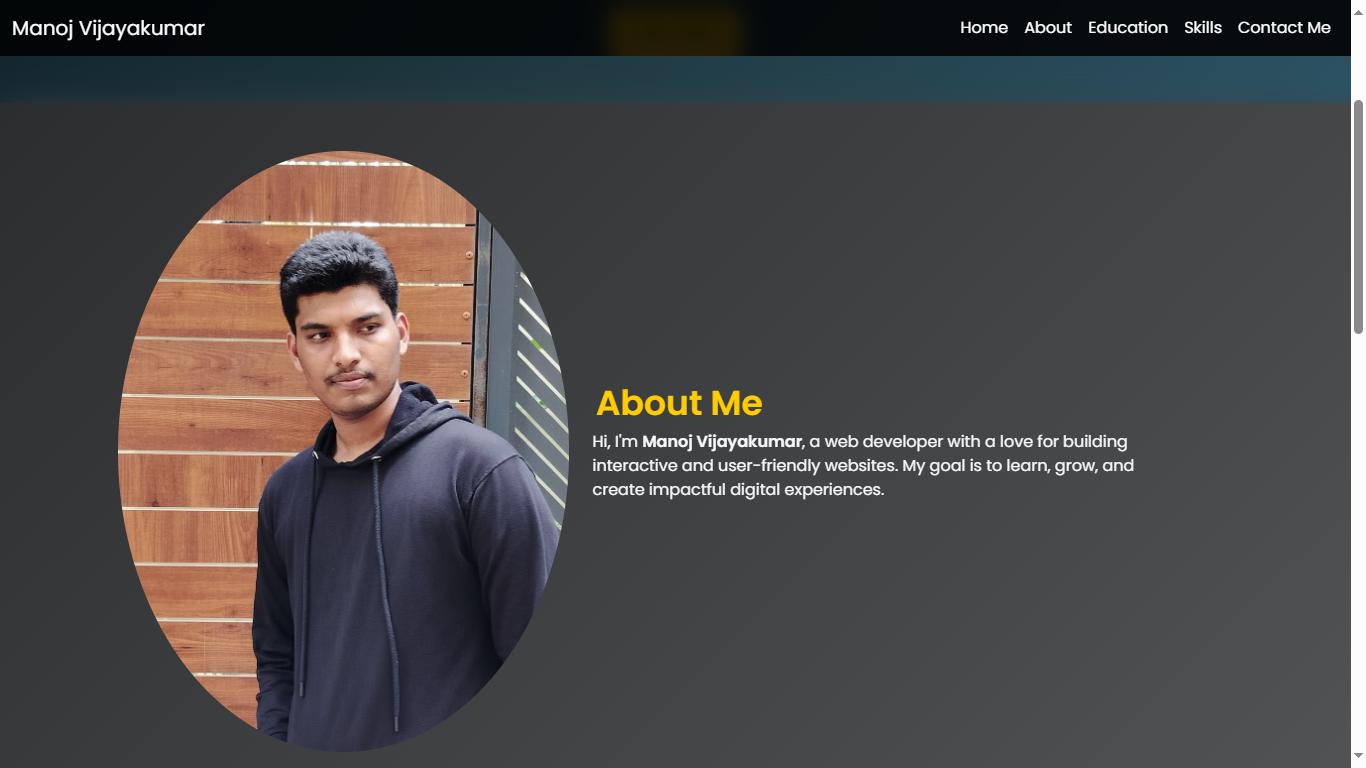 Manoj Vijayakumar
Home About Education Skills Contact Me
About Me
Hi, I'm Manoj Vijayakumar, a web developer with a love for building
interactive and user-friendly websites. My goal is to learn, grow, and
create impactful digital experiences.